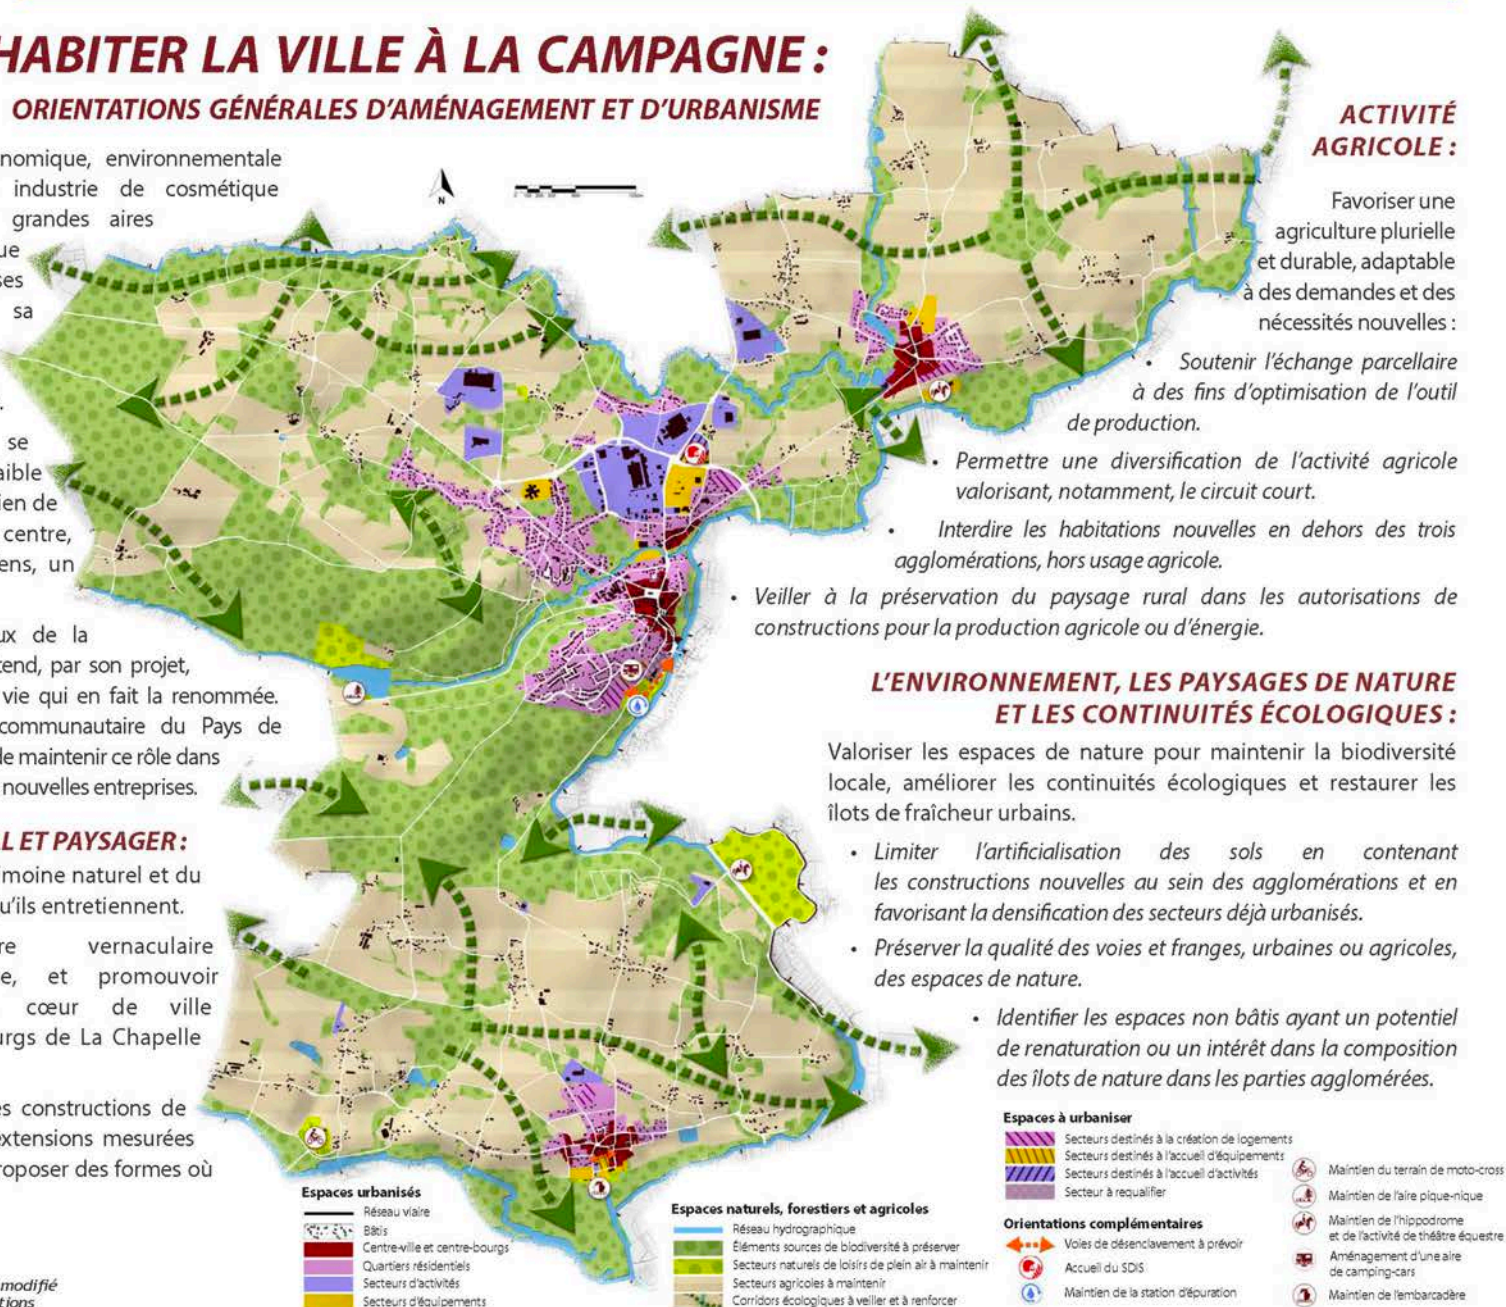 HABITER LA VILLE À LA CAMPAGNE :
ORIENTATIONS GÉNÉRALES D'AMÉNAGEMENT ET D'URBANISME
nomique, environnementale
industrie de cosmétique
grandes aires
ue
ses
sa
.
se
aible
ien de
centre,
ens, un
ux de la
tend, par son projet,
vie qui en fait la renommée.
communautaire du Pays de
de maintenir ce rôle dans
nouvelles entreprises.
L ET PAYSAGER :
moine naturel et du
u'ils entretiennent.
re vernaculaire
e, et promouvoir
cœur de ville
urgs de La Chapelle
es constructions de
extensions mesurées
roposer des formes où
modifié
tions
N
ACTIVITÉ
AGRICOLE :
Favoriser une
agriculture plurielle
et durable, adaptable
à des demandes et des
nécessités nouvelles :
• Soutenir l'échange parcellaire
à des fins d'optimisation de l'outil
de production.
• Permettre une diversification de l'activité agricole
valorisant, notamment, le circuit court.
• Interdire les habitations nouvelles en dehors des trois
agglomérations, hors usage agricole.
• Veiller à la préservation du paysage rural dans les autorisations de
constructions pour la production agricole ou d'énergie.
L'ENVIRONNEMENT, LES PAYSAGES DE NATURE
ET LES CONTINUITÉS ÉCOLOGIQUES :
Valoriser les espaces de nature pour maintenir la biodiversité
locale, améliorer les continuités écologiques et restaurer les
îlots de fraîcheur urbains.
• Limiter l'artificialisation des sols en contenant
les constructions nouvelles au sein des agglomérations et en
favorisant la densification des secteurs déjà urbanisés.
• Préserver la qualité des voies et franges, urbaines ou agricoles,
des espaces de nature.
• Identifier les espaces non bâtis ayant un potentiel
de renaturation ou un intérêt dans la composition
des îlots de nature dans les parties agglomérées.
Espaces urbanisés
Réseau viaire
Bâtis
Centre-ville et centre-bourgs
Quartiers résidentiels
Secteurs d'activités
Secteurs d'équipements
Espaces naturels, forestiers et agricoles
Réseau hydrographique
Éléments sources de biodiversité à préserver
Secteurs naturels de loisirs de plein air à maintenir
Secteurs agricoles à maintenir
Corridors écologiques à veiller et à renforcer
Espaces à urbaniser
Secteurs destinés à la création de logements
Secteurs destinés à l'accueil d'équipements
Secteurs destinés à l'accueil d'activités
Secteur à requalifier
Orientations complémentaires
Voies de désenclavement à prévoir
Accueil du SDIS
Maintien de la station d'épuration
Maintien du terrain de moto-cross
Maintien de l'aire pique-nique
Maintien de l'hippodrome
et de l'activité de théâtre équestre
Aménagement d'une aire
de camping-cars
Maintien de l'embarcadère